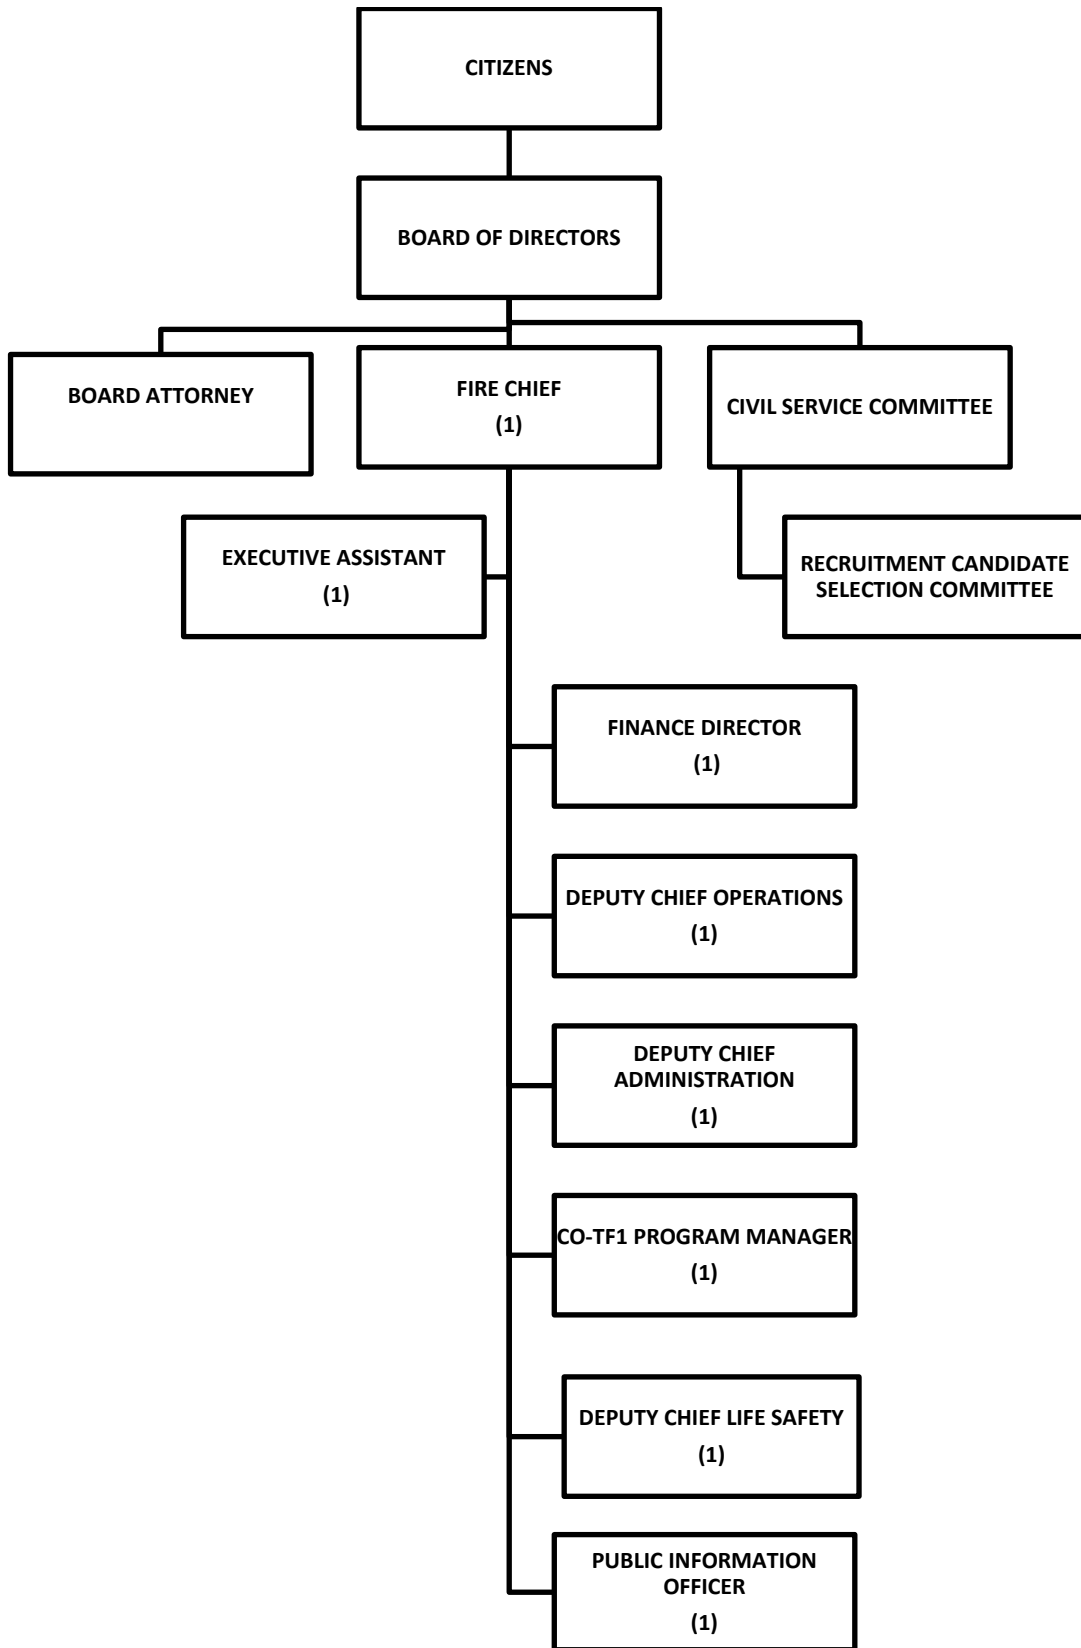 CITIZENS
BOARD OF DIRECTORS
BOARD ATTORNEY
FIRE CHIEF
(1)
CIVIL SERVICE COMMITTEE
EXECUTIVE ASSISTANT
(1)
RECRUITMENT CANDIDATE
SELECTION COMMITTEE
FINANCE DIRECTOR
(1)
DEPUTY CHIEF OPERATIONS
(1)
DEPUTY CHIEF
ADMINISTRATION
(1)
CO-TF1 PROGRAM MANAGER
(1)
DEPUTY CHIEF LIFE SAFETY
(1)
PUBLIC INFORMATION
OFFICER
(1)